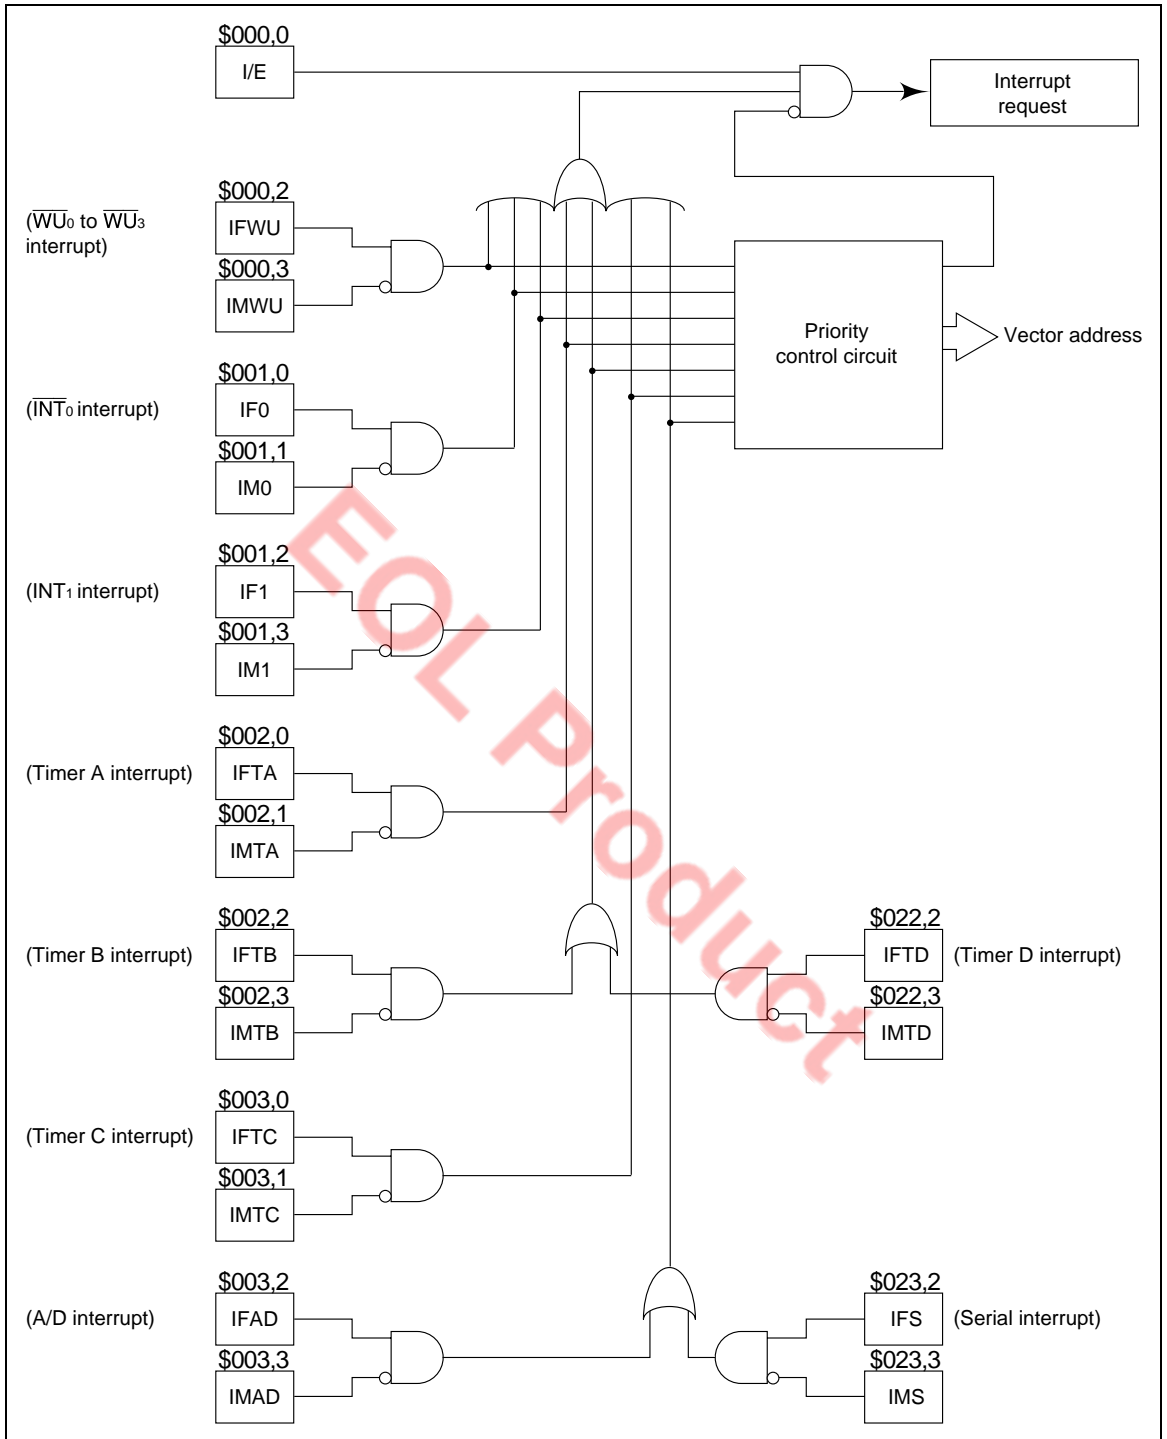 $000,0
I/E
Interrupt
request
(W̅U̅₀ to W̅U̅₃
interrupt)
$000,2
IFWU
$000,3
IMWU
Priority
control circuit
Vector address
(I̅N̅T̅₀ interrupt)
$001,0
IF0
$001,1
IM0
(INT₁ interrupt)
$001,2
IF1
$001,3
IM1
EOL Product
(Timer A interrupt)
$002,0
IFTA
$002,1
IMTA
(Timer B interrupt)
$002,2
IFTB
$002,3
IMTB
$022,2
IFTD
(Timer D interrupt)
$022,3
IMTD
(Timer C interrupt)
$003,0
IFTC
$003,1
IMTC
(A/D interrupt)
$003,2
IFAD
$003,3
IMAD
$023,2
IFS
(Serial interrupt)
$023,3
IMS